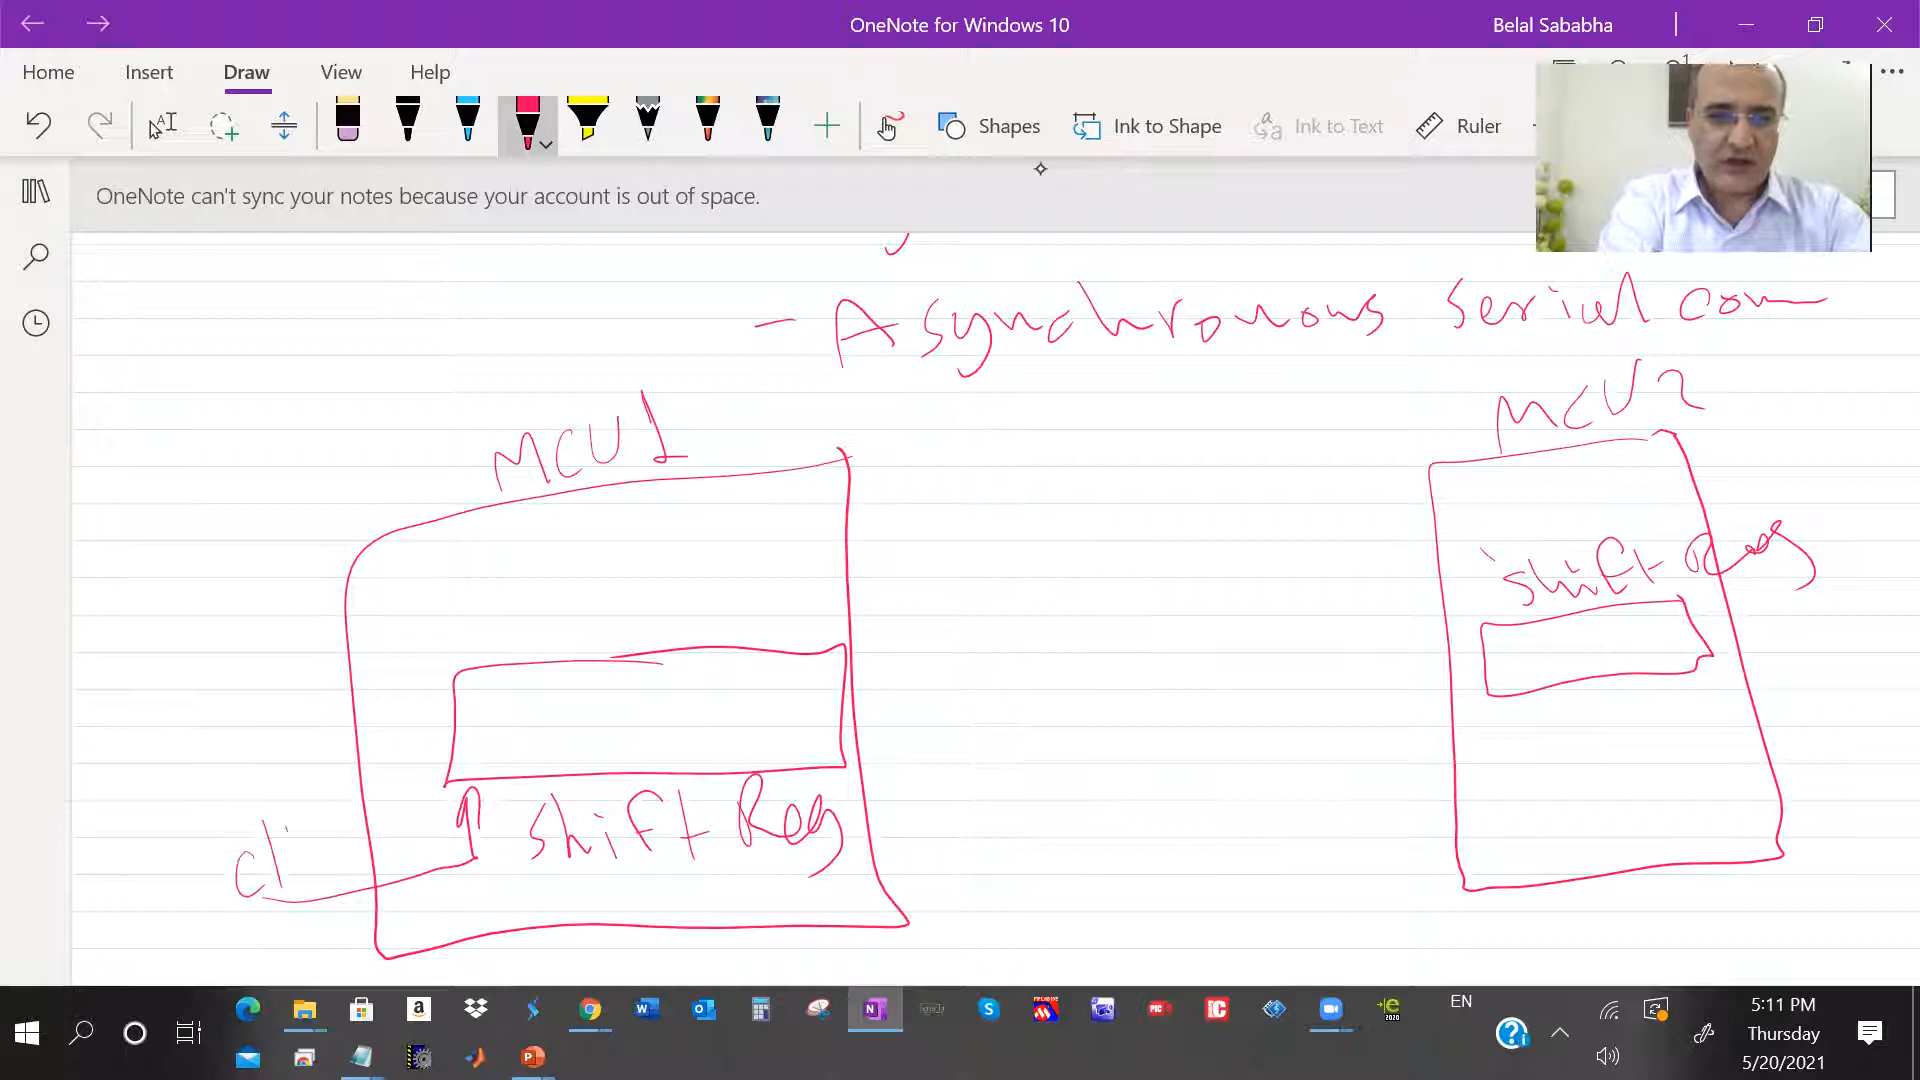 OneNote for Windows 10
Belal Sababha
Home Insert Draw View Help
Shapes Ink to Shape Ink to Text Ruler
OneNote can't sync your notes because your account is out of space.
- Asynchronous serial com
MCU1
MCU2
shift Reg
shift Reg
cl
EN
5:11 PM
Thursday
5/20/2021